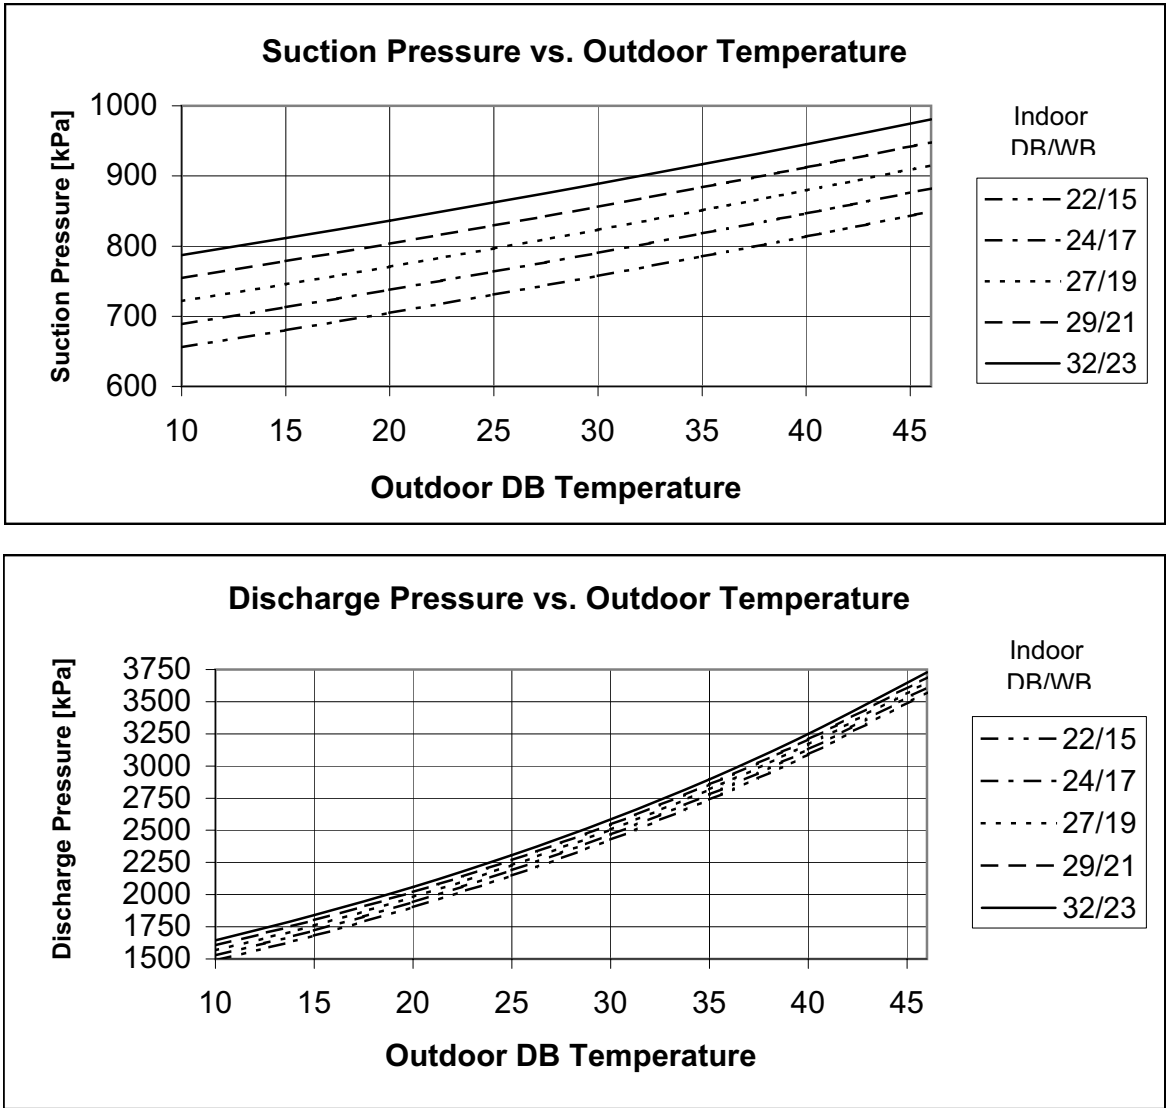 Suction Pressure vs. Outdoor Temperature
Suction Pressure [kPa]
1000
900
800
700
600
10 15 20 25 30 35 40 45
Outdoor DB Temperature
Indoor
DB/WB
22/15
24/17
27/19
29/21
32/23
Discharge Pressure vs. Outdoor Temperature
Discharge Pressure [kPa]
3750
3500
3250
3000
2750
2500
2250
2000
1750
1500
10 15 20 25 30 35 40 45
Outdoor DB Temperature
Indoor
DB/WB
22/15
24/17
27/19
29/21
32/23